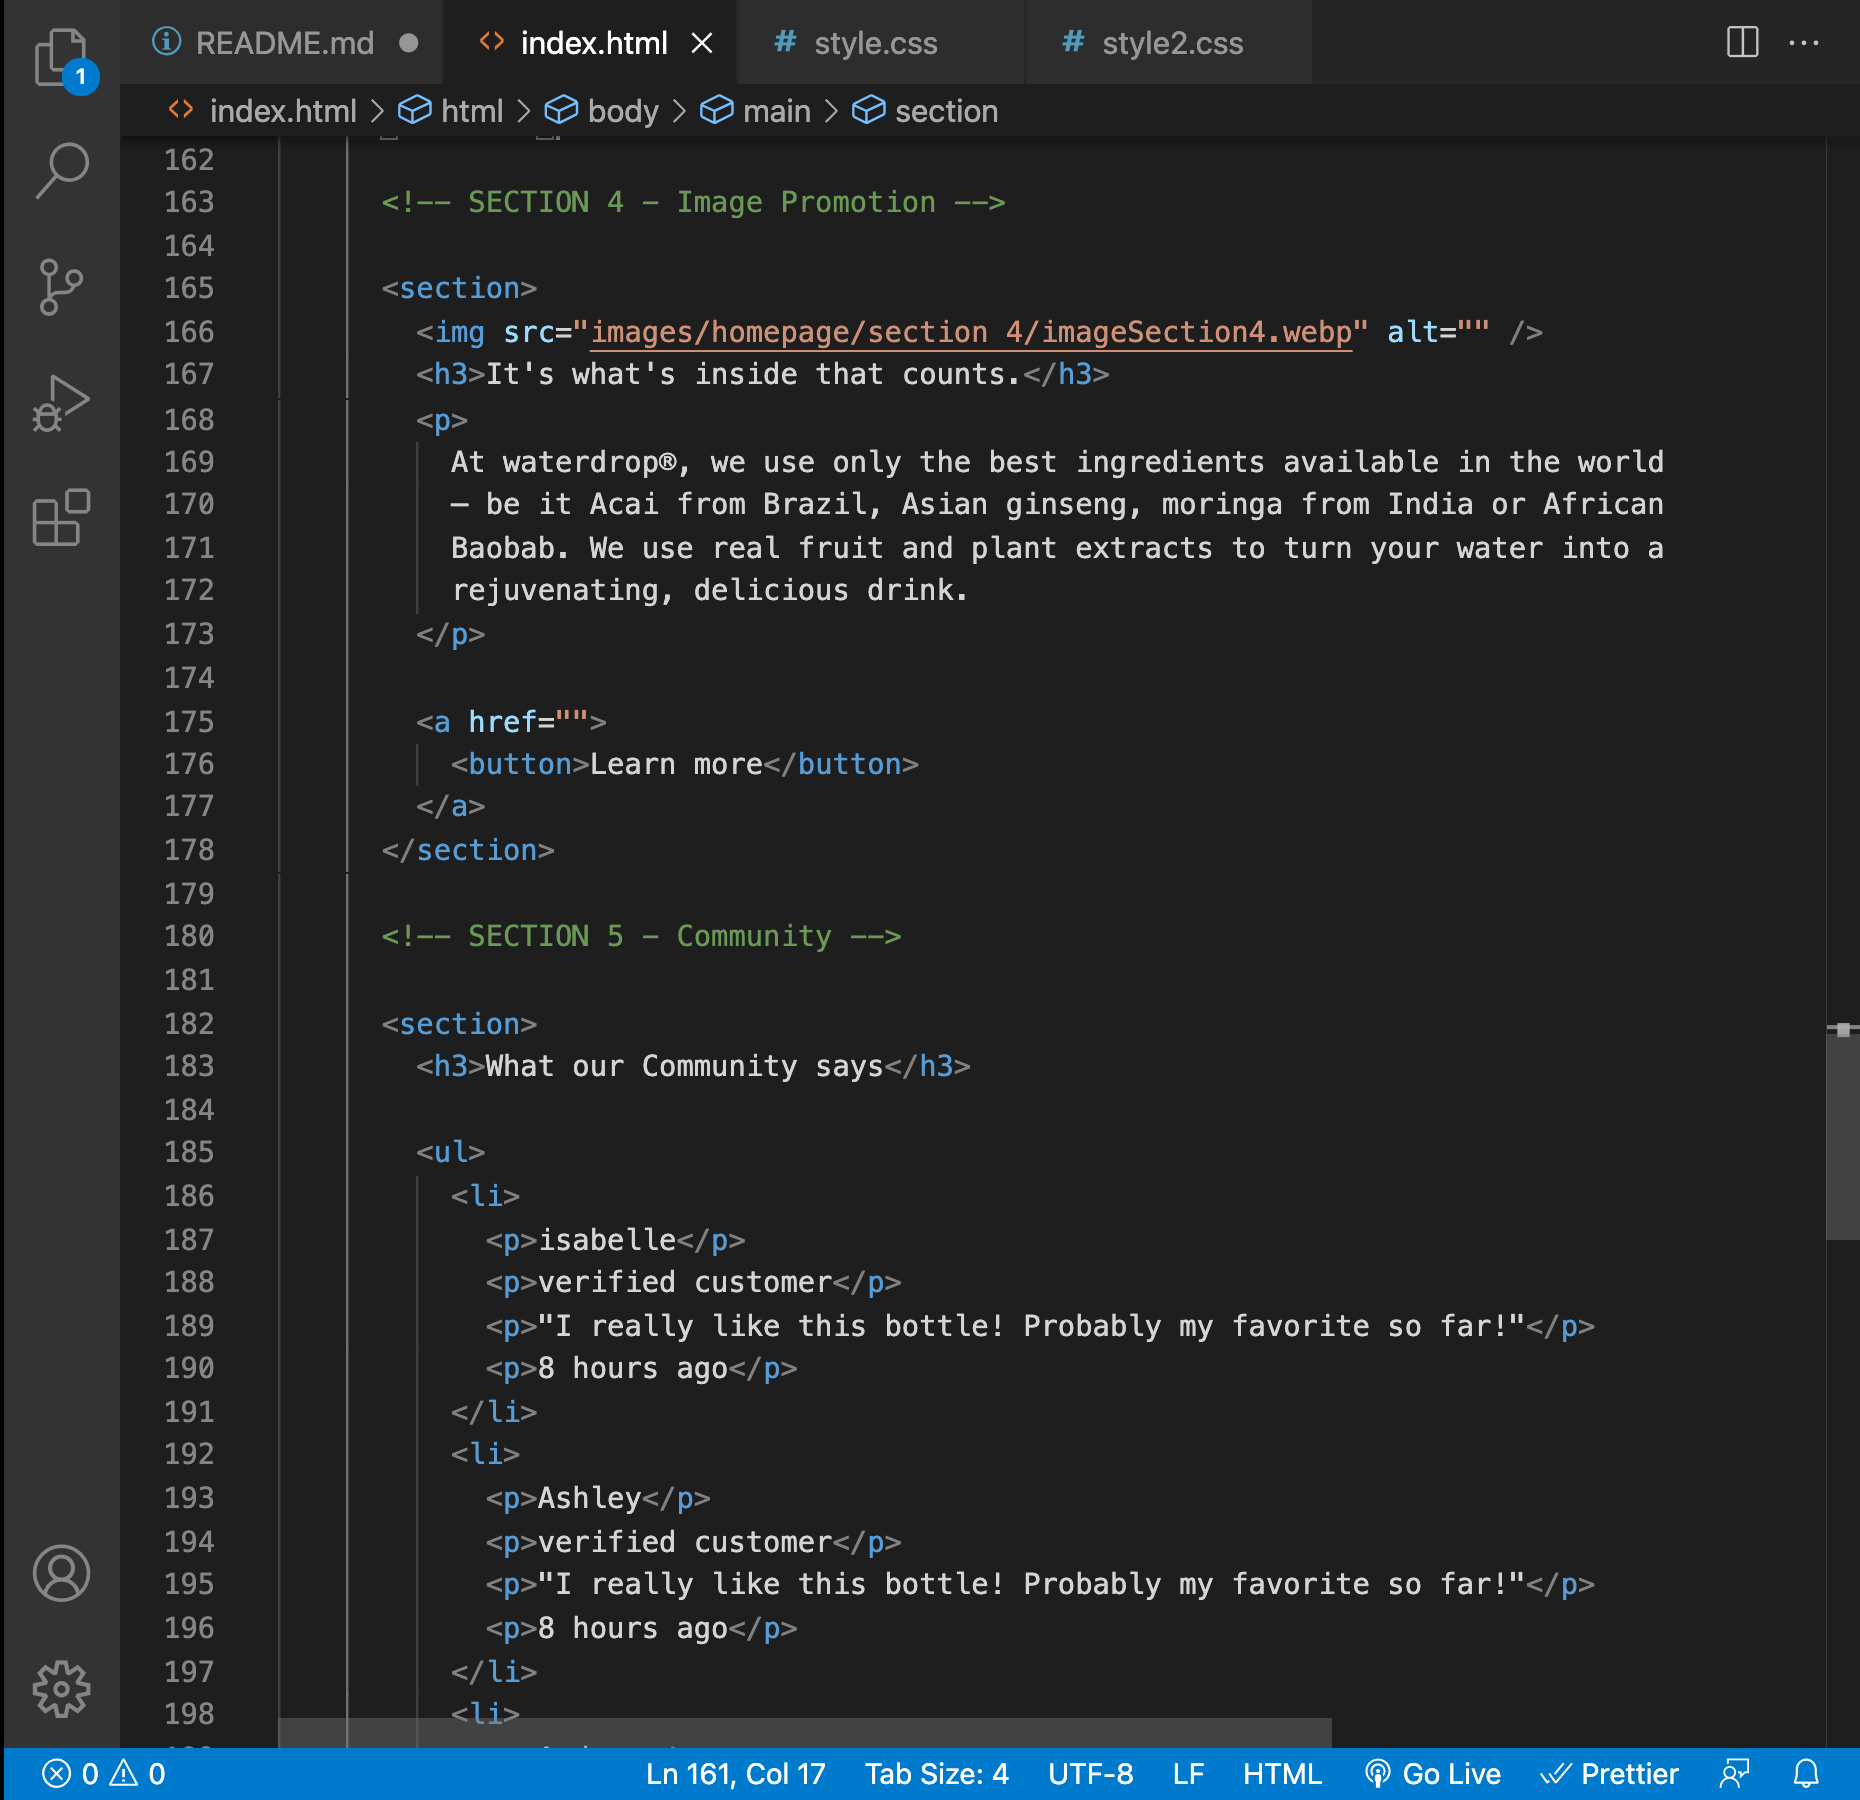 1
README.md
index.html
style.css
style2.css
index.html > html > body > main > section
162
163 <!-- SECTION 4 - Image Promotion -->
164
165 <section>
166 <img src="images/homepage/section 4/imageSection4.webp" alt="" />
167 <h3>It's what's inside that counts.</h3>
168 <p>
169 At waterdrop®, we use only the best ingredients available in the world
170 – be it Acai from Brazil, Asian ginseng, moringa from India or African
171 Baobab. We use real fruit and plant extracts to turn your water into a
172 rejuvenating, delicious drink.
173 </p>
174
175 <a href="">
176 <button>Learn more</button>
177 </a>
178 </section>
179
180 <!-- SECTION 5 - Community -->
181
182 <section>
183 <h3>What our Community says</h3>
184
185 <ul>
186 <li>
187 <p>isabelle</p>
188 <p>verified customer</p>
189 <p>"I really like this bottle! Probably my favorite so far!"</p>
190 <p>8 hours ago</p>
191 </li>
192 <li>
193 <p>Ashley</p>
194 <p>verified customer</p>
195 <p>"I really like this bottle! Probably my favorite so far!"</p>
196 <p>8 hours ago</p>
197 </li>
198 <li>
0 0 Ln 161, Col 17 Tab Size: 4 UTF-8 LF HTML Go Live Prettier